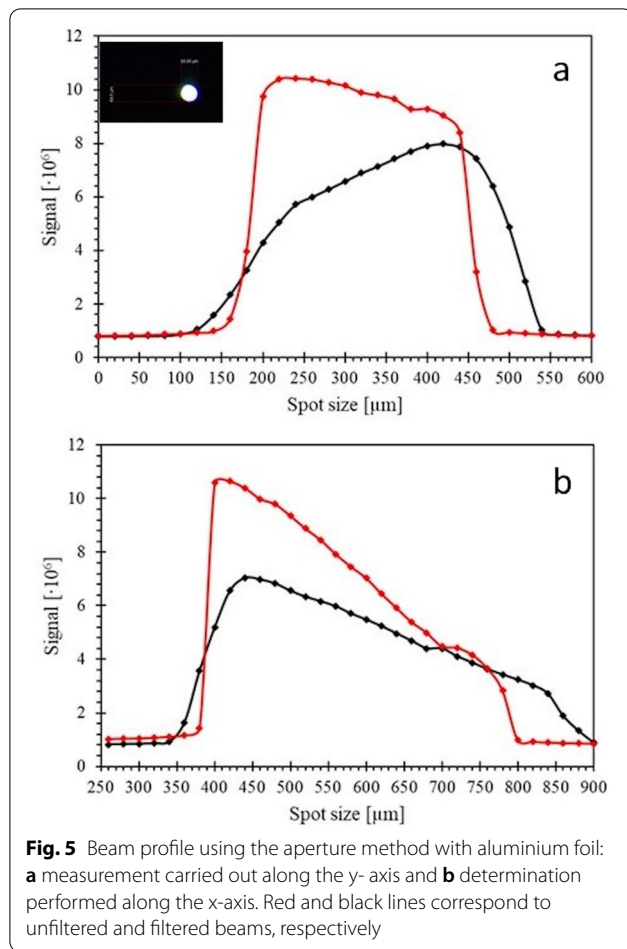 12
10
8
6
4
2
0
Signal [·10⁶]
a
0 50 100 150 200 250 300 350 400 450 500 550 600
Spot size [µm]
12
10
8
6
4
2
0
Signal [·10⁶]
b
250 300 350 400 450 500 550 600 650 700 750 800 850 900
Spot size [µm]
Fig. 5 Beam profile using the aperture method with aluminium foil:
a measurement carried out along the y- axis and b determination
performed along the x-axis. Red and black lines correspond to
unfiltered and filtered beams, respectively